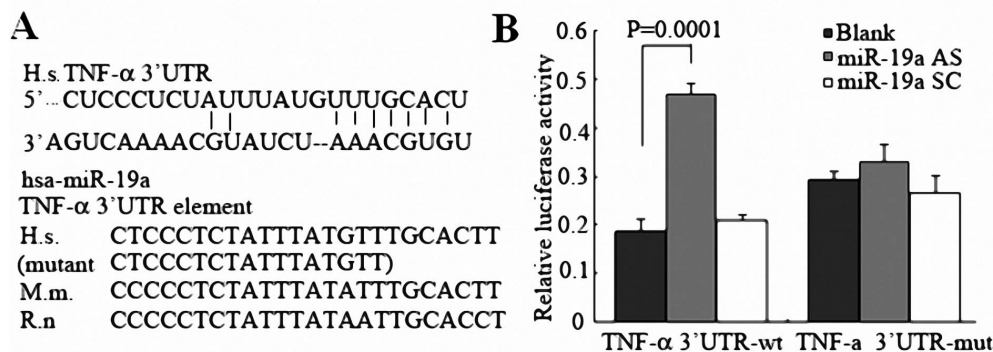 A
H.s. TNF-α 3’UTR
5’... CUCCCUCUAUUUAUGUUUGCACU
3’AGUCAAAACGUAUCU--AAACGUGU
hsa-miR-19a
TNF-α 3’UTR element
H.s. CTCCCTCTATTTATGTTTGCACTT
(mutant CTCCCTCTATTTATGTT)
M.m. CCCCCTCTATTTATATTTGCACTT
R.n CCCCCTCTATTTATAATTGCACCT
B
Relative luciferase activity
0.6
0.5
0.4
0.3
0.2
0.1
0
P=0.0001
Blank
miR-19a AS
miR-19a SC
TNF-α 3’UTR-wt
TNF-a 3’UTR-mut